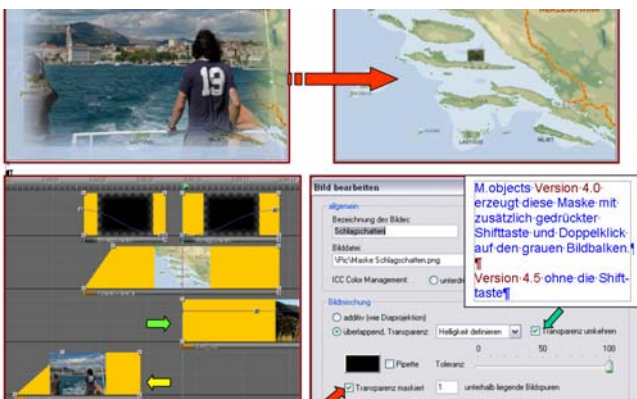 HERZEGOWINA
19
LASTOVO
MLJET
Bild bearbeiten
allgemein
Bezeichnung des Bildes:
Schlagschatten
Bilddatei:
\Pic\Maske Schlagschatten.png
ICC Color Management:
Bildmischung
additiv (wie Diaprojektion)
überlappend, Transparenz:
Helligkeit definieren
Transparenz umkehren
0
50
100
Pipette
Toleranz:
Transparenz maskiert
1
unterhalb liegende Bildspuren
M.objects Version 4.0
erzeugt diese Maske mit
zusätzlich gedrückter
Shifttaste und Doppelklick
auf den grauen Bildbalken.¶
¶
Version 4.5 ohne die Shift-
taste¶